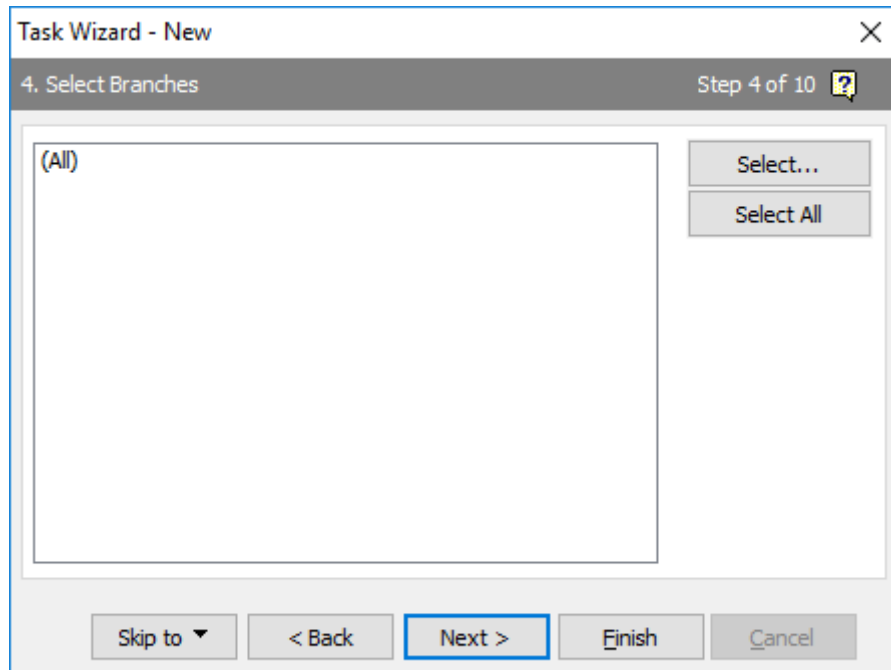 Task Wizard - New
4. Select Branches Step 4 of 10 ?
(All)
Select...
Select All
Skip to < Back Next > Finish Cancel